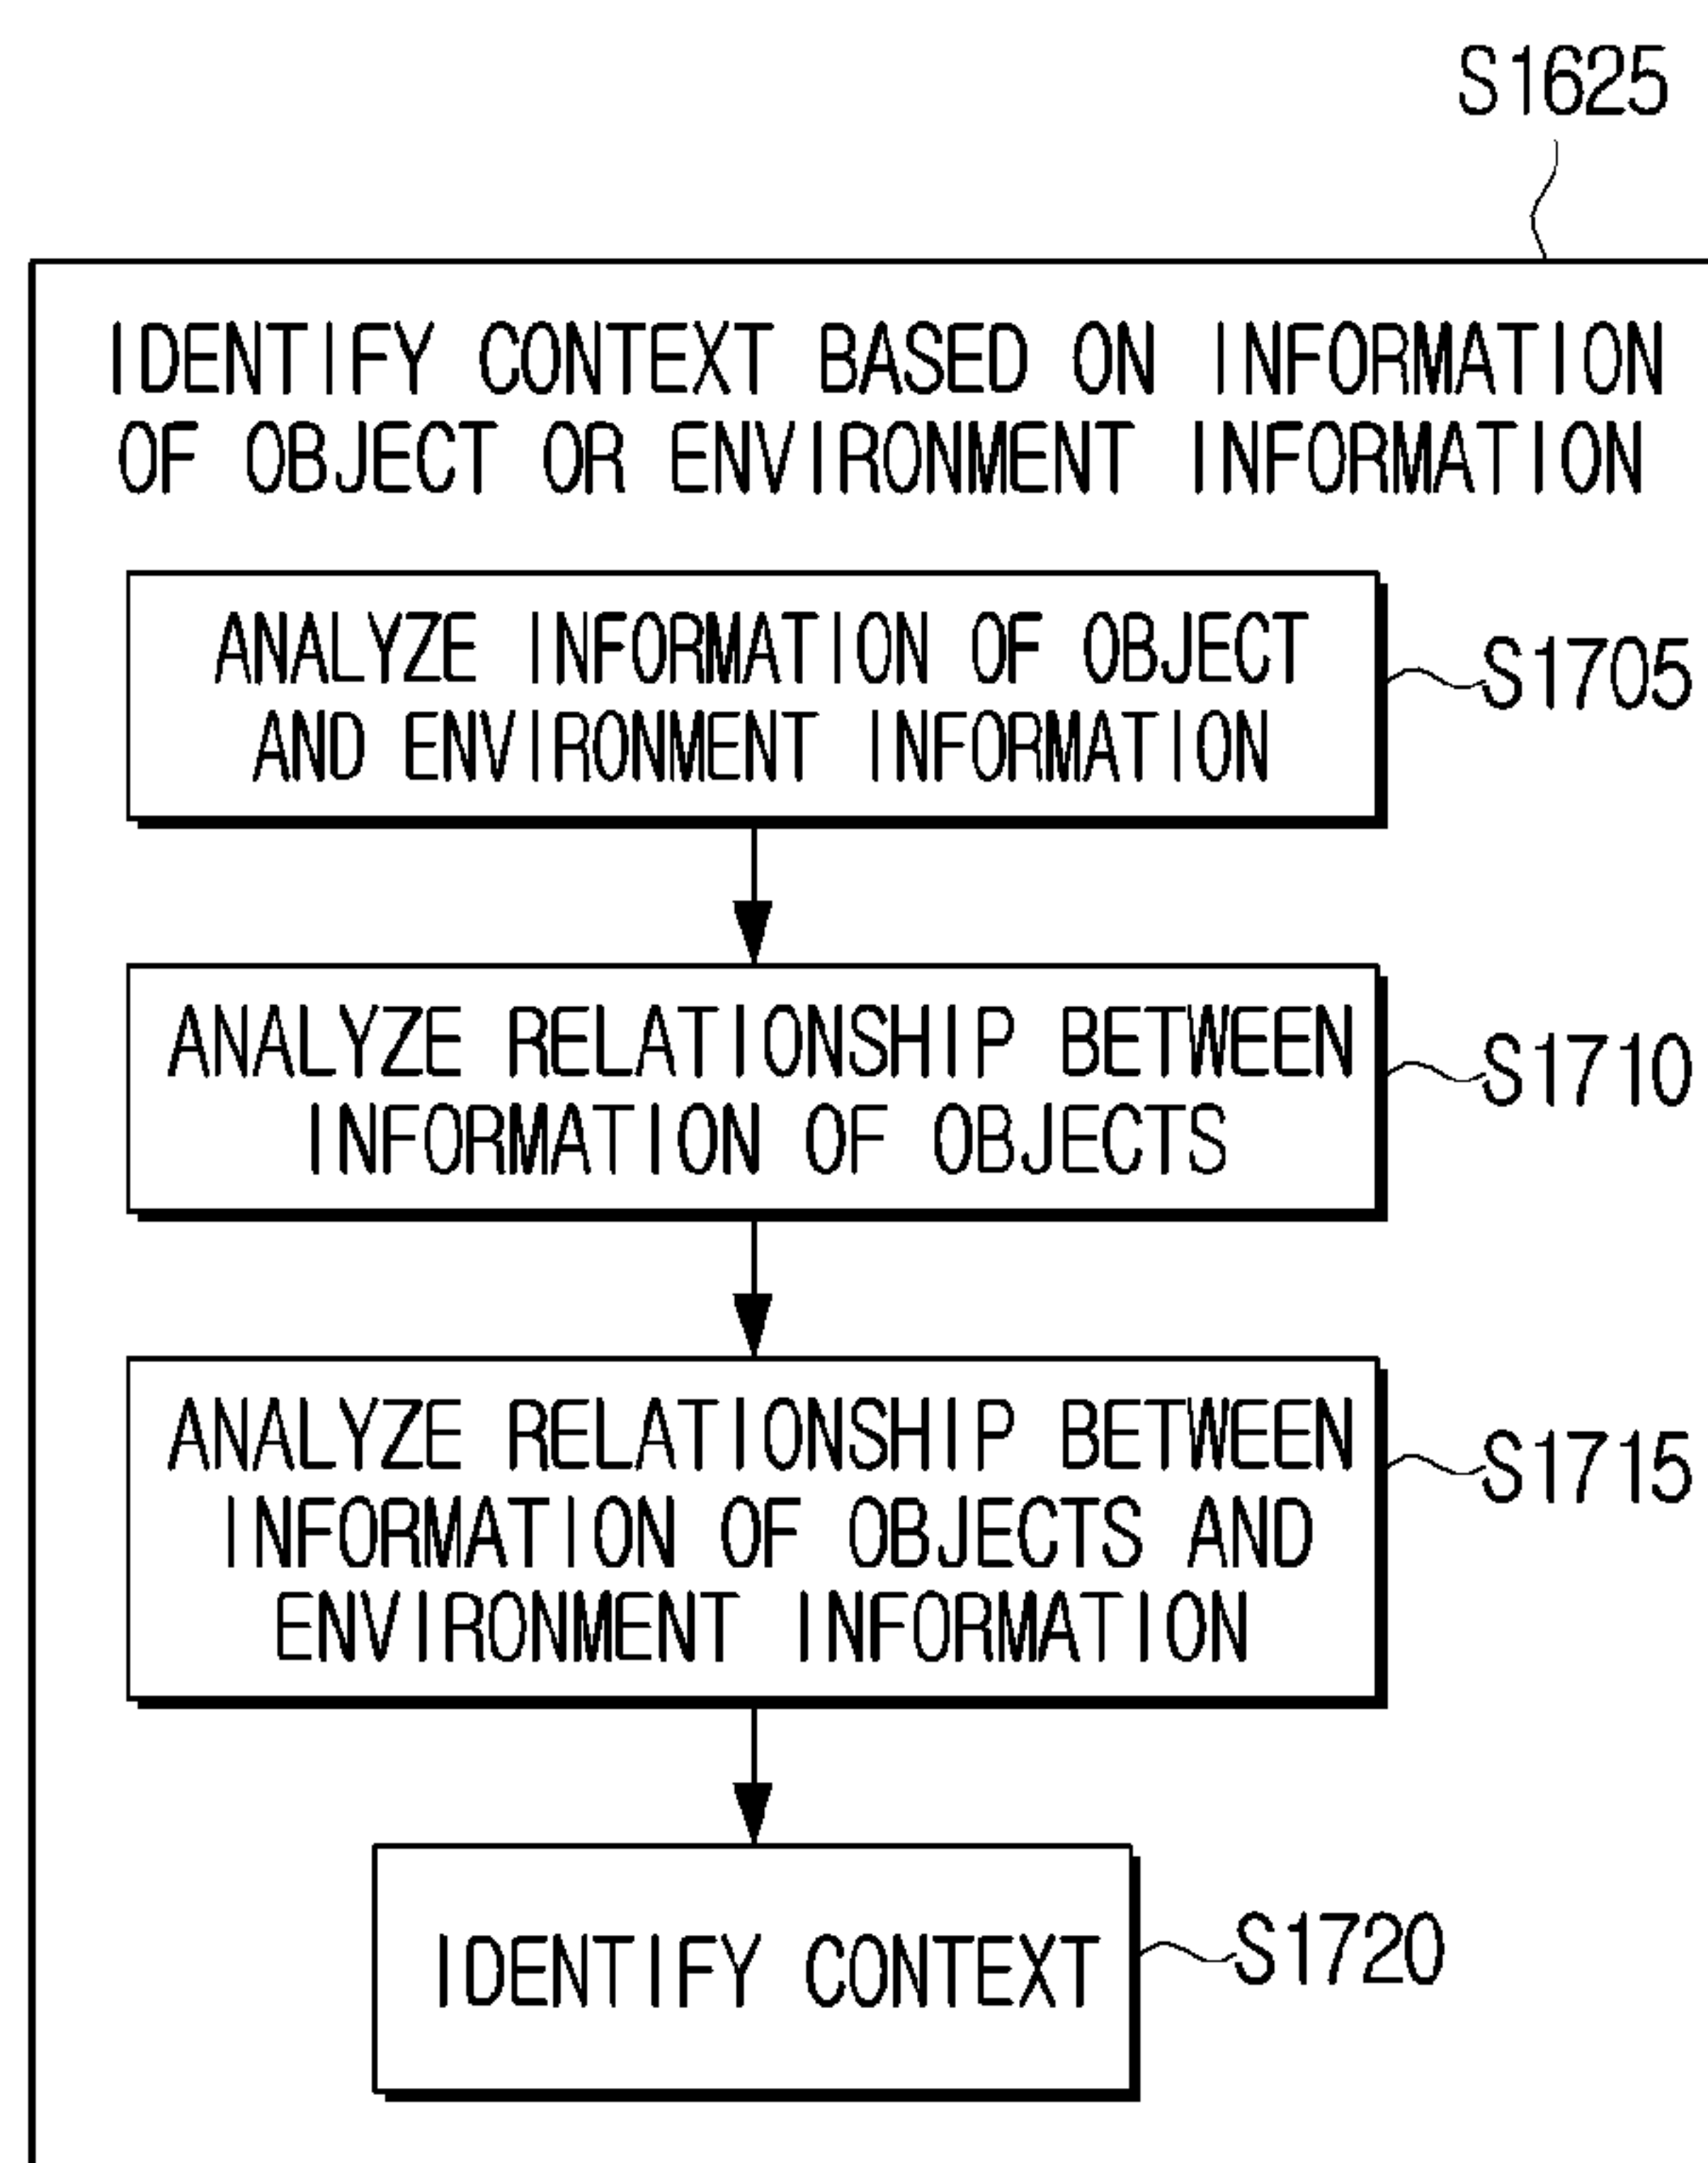 S1625
IDENTIFY CONTEXT BASED ON INFORMATION
OF OBJECT OR ENVIRONMENT INFORMATION
ANALYZE INFORMATION OF OBJECT
AND ENVIRONMENT INFORMATION
S1705
ANALYZE RELATIONSHIP BETWEEN
INFORMATION OF OBJECTS
S1710
ANALYZE RELATIONSHIP BETWEEN
INFORMATION OF OBJECTS AND
ENVIRONMENT INFORMATION
S1715
IDENTIFY CONTEXT
S1720